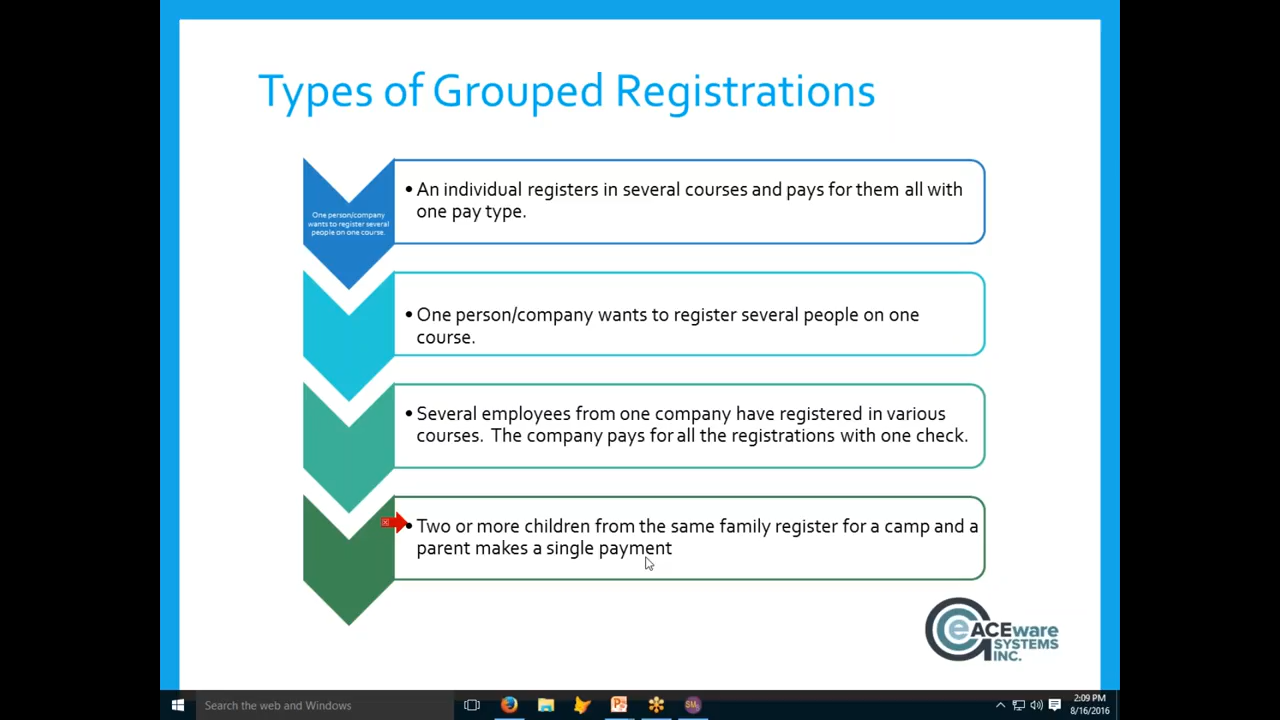 Types of Grouped Registrations
One person/company
wants to register several
people on one course.
• An individual registers in several courses and pays for them all with
one pay type.
• One person/company wants to register several people on one
course.
• Several employees from one company have registered in various
courses. The company pays for all the registrations with one check.
• Two or more children from the same family register for a camp and a
parent makes a single payment
eACEware
SYSTEMS
INC.
Search the web and Windows
2:09 PM
8/16/2016